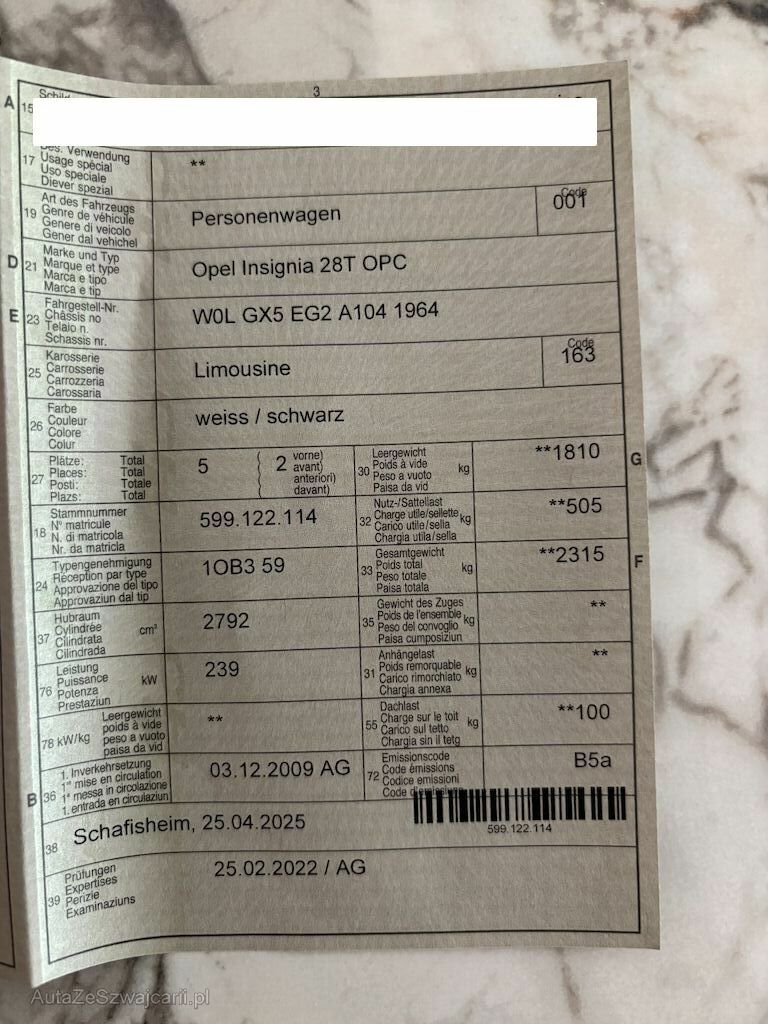 3
A
15
Schild
17
Bes. Verwendung
Usage spécial
Uso speciale
Diever spezial
**
19
Art des Fahrzeugs
Genre de véhicule
Genere di veicolo
Gener dal vehichel
Personenwagen
Code
001
D
21
Marke und Typ
Marque et type
Marca e tipo
Marca e tip
Opel Insignia 28T OPC
E
23
Fahrgestell-Nr.
Châssis no
Telaio n.
Schassis nr.
W0L GX5 EG2 A104 1964
25
Karosserie
Carrosserie
Carrozzeria
Carossaria
Limousine
Code
163
26
Farbe
Couleur
Colore
Colur
weiss / schwarz
27
Plätze: Total
Places: Total
Posti: Totale
Plazs: Total
5
2
vorne)
avant)
anteriori)
davant)
30
Leergewicht
Poids à vide
Peso a vuoto
Paisa da vid
kg
**1810
G
18
Stammnummer
N° matricule
N. di matricola
Nr. da matricla
599.122.114
32
Nutz-/Sattellast
Charge utile/sellette
Carico utile/sella
Chargia utila/sella
kg
**505
24
Typengenehmigung
Réception par type
Approvazione del tipo
Approvaziun dal tip
1OB3 59
33
Gesamtgewicht
Poids total
Peso totale
Paisa totala
kg
**2315
F
37
Hubraum
Cylindrée
Cilindrata
Cilindrada
cm³
2792
35
Gewicht des Zuges
Poids de l'ensemble
Peso del convoglio
Paisa cumposiziun
kg
**
76
Leistung
Puissance
Potenza
Prestaziun
kW
239
31
Anhängelast
Poids remorquable
Carico rimorchiato
Chargia annexa
kg
**
78 kW/kg
Leergewicht
poids à vide
peso a vuoto
paisa da vid
**
55
Dachlast
Charge sur le toit
Carico sul tetto
Chargia sin il tetg
kg
**100
B
36
1. Inverkehrsetzung
1re mise en circulation
1a messa in circolazione
1. entrada en circulaziun
03.12.2009 AG
72
Emissionscode
Code émissions
Codice emissioni
Code d'emissiuns
B5a
38
Schafisheim, 25.04.2025
599.122.114
39
Prüfungen
Expertises
Perizie
Examinaziuns
25.02.2022 / AG
AutaZeSzwajcarii.pl